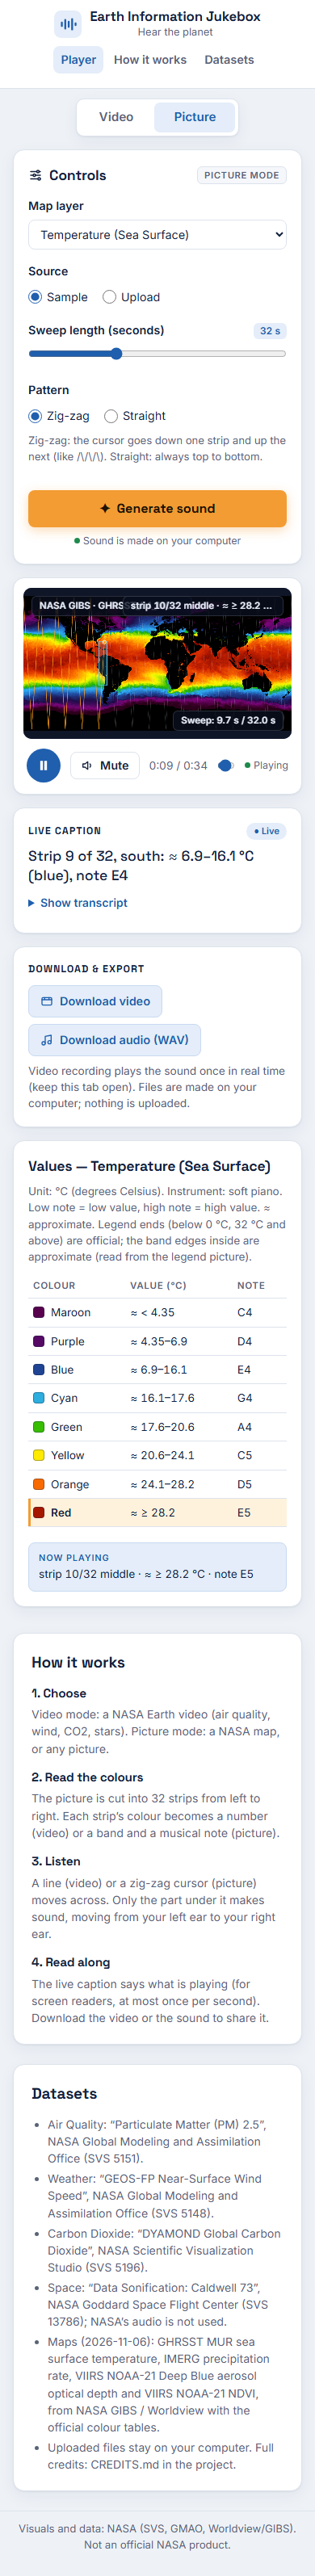 Earth Information Jukebox
Hear the planet
Player
How it works
Datasets
Video
Picture
Controls
PICTURE MODE
Map layer
Temperature (Sea Surface)
Source
Sample
Upload
Sweep length (seconds)
32 s
Pattern
Zig-zag
Straight
Zig-zag: the cursor goes down one strip and up the
next (like /\/\/\). Straight: always top to bottom.
✦ Generate sound
Sound is made on your computer
NASA GIBS · GHRS
strip 10/32 middle · ≈ ≥ 28.2 ...
Sweep: 9.7 s / 32.0 s
Mute
0:09 / 0:34
Playing
LIVE CAPTION
Live
Strip 9 of 32, south: ≈ 6.9–16.1 °C
(blue), note E4
Show transcript
DOWNLOAD & EXPORT
Download video
Download audio (WAV)
Video recording plays the sound once in real time
(keep this tab open). Files are made on your
computer; nothing is uploaded.
Values — Temperature (Sea Surface)
Unit: °C (degrees Celsius). Instrument: soft piano.
Low note = low value, high note = high value. ≈
approximate. Legend ends (below 0 °C, 32 °C and
above) are official; the band edges inside are
approximate (read from the legend picture).
COLOUR VALUE (°C) NOTE
Maroon ≈ < 4.35 C4
Purple ≈ 4.35–6.9 D4
Blue ≈ 6.9–16.1 E4
Cyan ≈ 16.1–17.6 G4
Green ≈ 17.6–20.6 A4
Yellow ≈ 20.6–24.1 C5
Orange ≈ 24.1–28.2 D5
Red ≈ ≥ 28.2 E5
NOW PLAYING
strip 10/32 middle · ≈ ≥ 28.2 °C · note E5
How it works
1. Choose
Video mode: a NASA Earth video (air quality,
wind, CO2, stars). Picture mode: a NASA map,
or any picture.
2. Read the colours
The picture is cut into 32 strips from left to
right. Each strip's colour becomes a number
(video) or a band and a musical note (picture).
3. Listen
A line (video) or a zig-zag cursor (picture)
moves across. Only the part under it makes
sound, moving from your left ear to your right
ear.
4. Read along
The live caption says what is playing (for
screen readers, at most once per second).
Download the video or the sound to share it.
Datasets
• Air Quality: “Particulate Matter (PM) 2.5”,
NASA Global Modeling and Assimilation
Office (SVS 5151).
• Weather: “GEOS-FP Near-Surface Wind
Speed”, NASA Global Modeling and
Assimilation Office (SVS 5148).
• Carbon Dioxide: “DYAMOND Global Carbon
Dioxide”, NASA Scientific Visualization
Studio (SVS 5196).
• Space: “Data Sonification: Caldwell 73”,
NASA Goddard Space Flight Center (SVS
13786); NASA's audio is not used.
• Maps (2026-11-06): GHRSST MUR sea
surface temperature, IMERG precipitation
rate, VIIRS NOAA-21 Deep Blue aerosol
optical depth and VIIRS NOAA-21 NDVI,
from NASA GIBS / Worldview with the
official colour tables.
• Uploaded files stay on your computer. Full
credits: CREDITS.md in the project.
Visuals and data: NASA (SVS, GMAO, Worldview/GIBS).
Not an official NASA product.